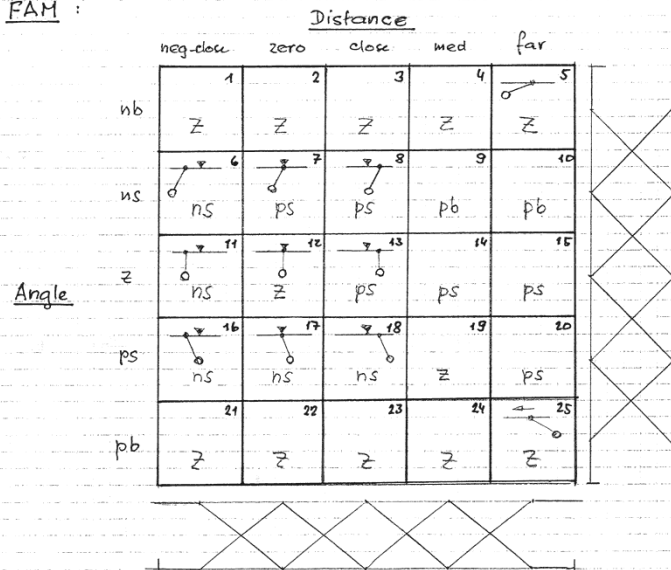 FAM :
Distance
neg-close zero close med far
1 2 3 4 5
nb Z Z Z Z Z
6 7 8 9 10
ns ns ps ps pb pb
11 12 13 14 15
Angle z ns Z ps ps ps
16 17 18 19 20
ps ns ns ns Z ps
21 22 23 24 25
pb Z Z Z Z Z